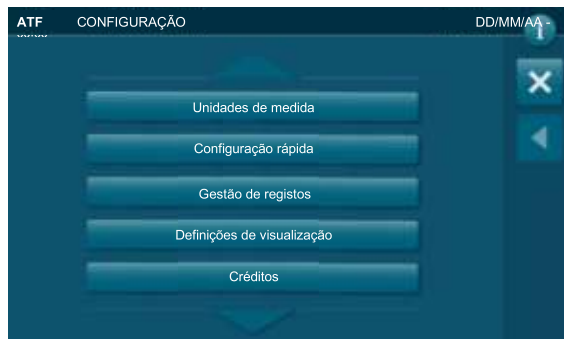 ATF CONFIGURAÇÃO DD/MM/AA -
Unidades de medida
Configuração rápida
Gestão de registos
Definições de visualização
Créditos